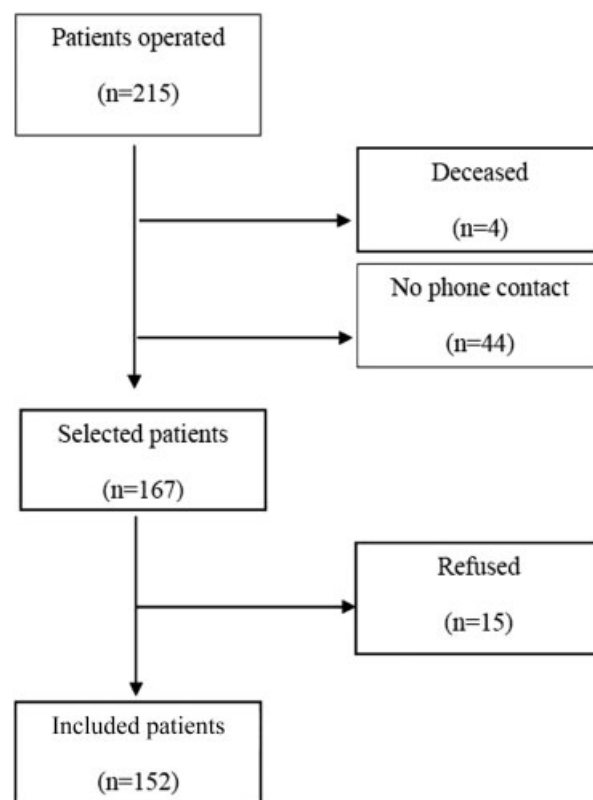 Patients operated
(n=215)
Deceased
(n=4)
No phone contact
(n=44)
Selected patients
(n=167)
Refused
(n=15)
Included patients
(n=152)